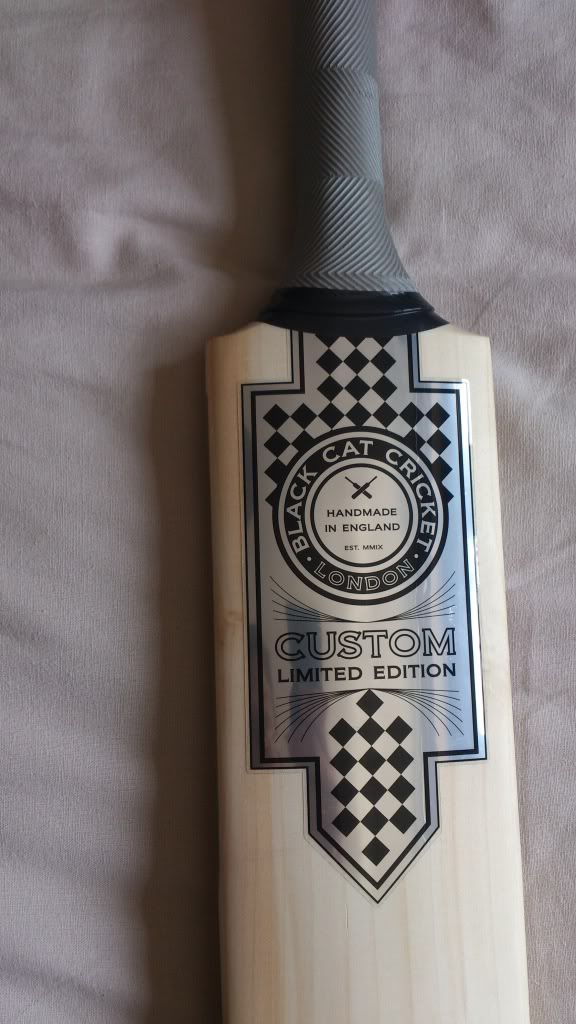 BLACK CAT CRICKET
HANDMADE
IN ENGLAND
EST. MMIX
· LONDON ·
CUSTOM
LIMITED EDITION